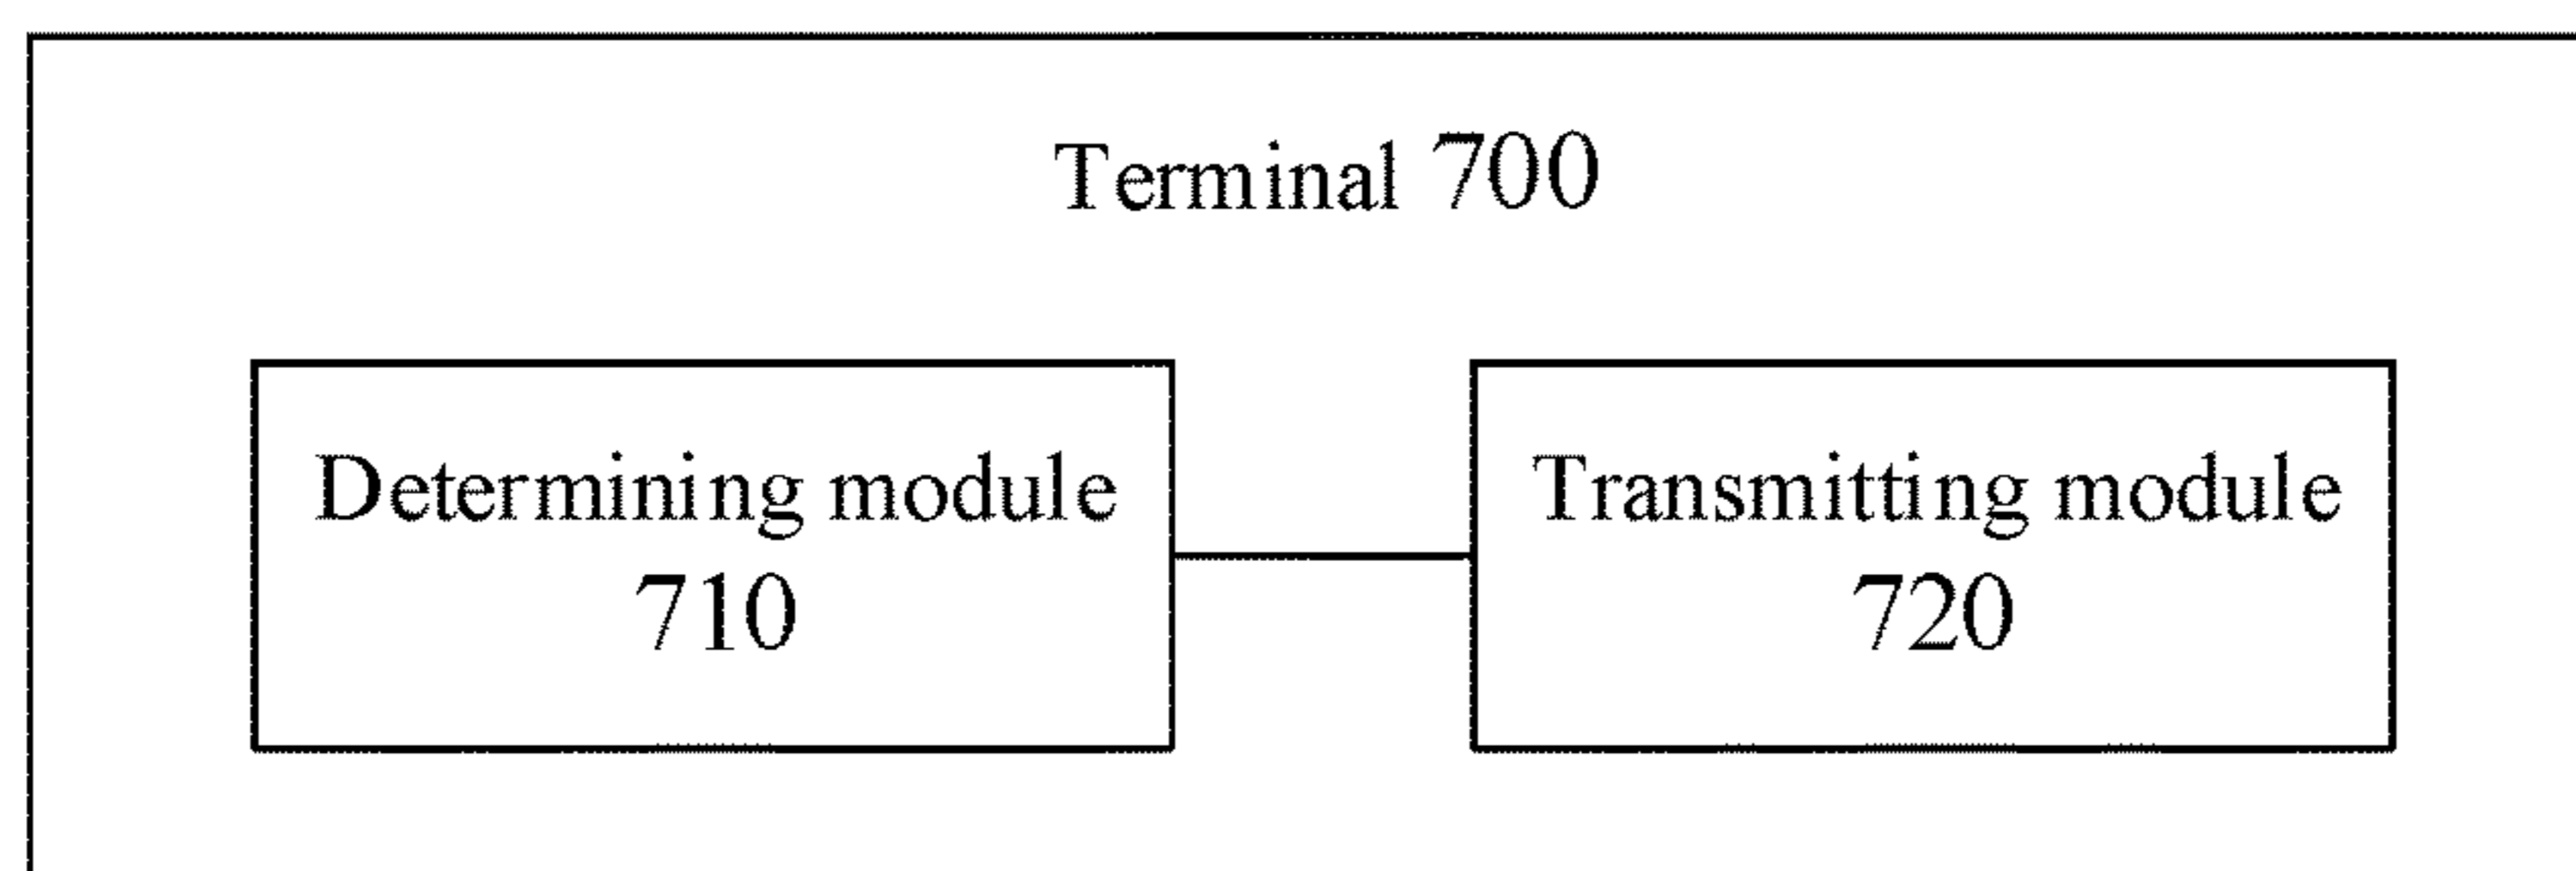 Terminal 700
Determining module
710
Transmitting module
720